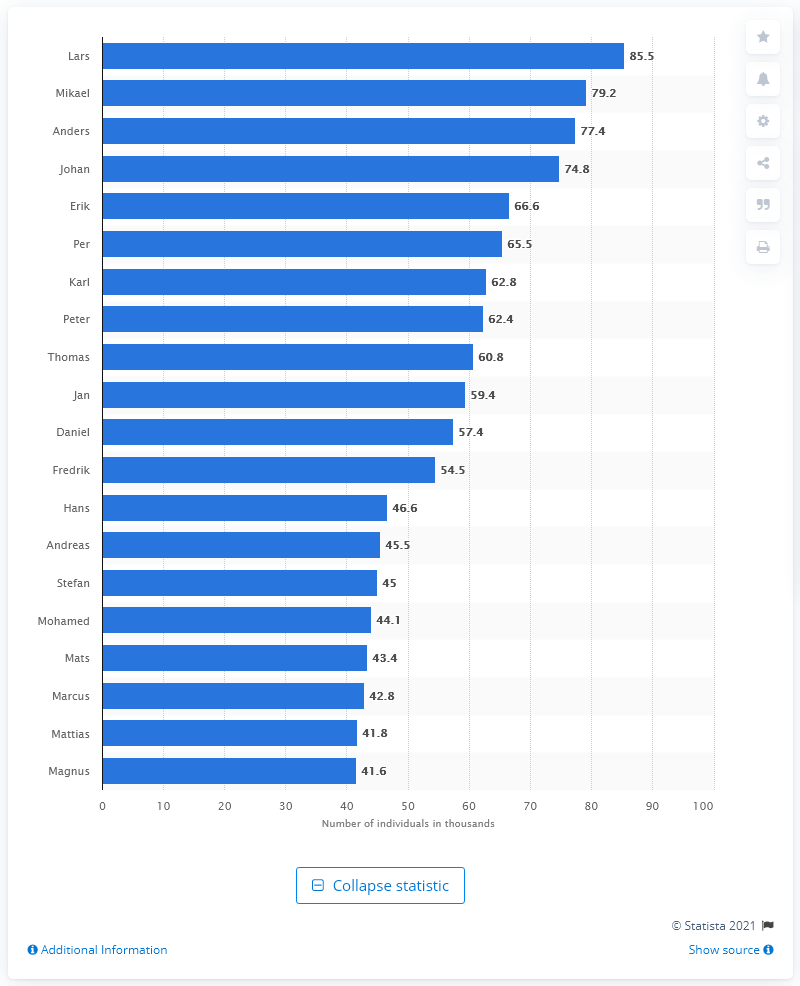 Lars 85.5
Mikael 79.2
Anders 77.4
Johan 74.8
Erik 66.6
Per 65.5
Karl 62.8
Peter 62.4
Thomas 60.8
Jan 59.4
Daniel 57.4
Fredrik 54.5
Hans 46.6
Andreas 45.5
Stefan 45
Mohamed 44.1
Mats 43.4
Marcus 42.8
Mattias 41.8
Magnus 41.6
0 10 20 30 40 50 60 70 80 90 100
Number of individuals in thousands
Collapse statistic
© Statista 2021
Additional Information Show source